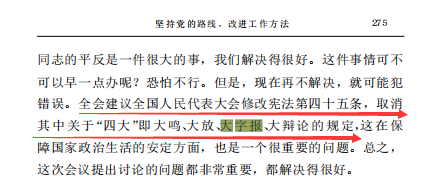 坚持党的路线，改进工作方法 275
同志的平反是一件很大的事，我们解决得很好。这件事情可不
可以早一点办呢？恐怕不行。但是，现在再不解决，就可能犯
错误。全会建议全国人民代表大会修改宪法第四十五条，取消
其中关于“四大”即大鸣、大放、大字报、大辩论的规定，这在保
障国家政治生活的安定方面，也是一个很重要的问题。总之，
这次会议提出讨论的问题都非常重要，都解决得很好。